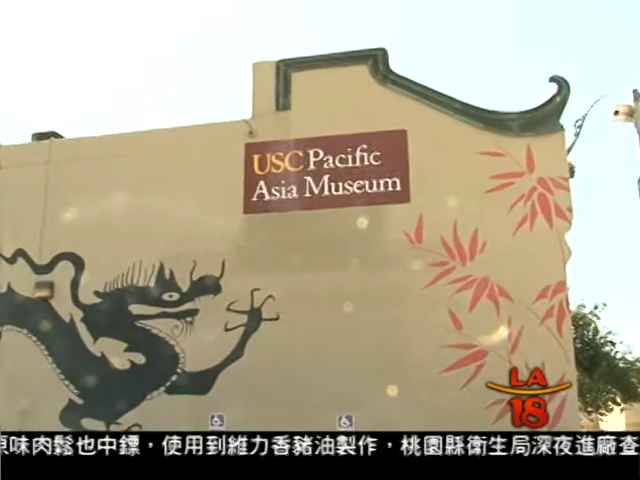 USC Pacific
Asia Museum
LA
18
原味肉鬆也中鏢，使用到維力香豬油製作，桃園縣衛生局深夜進廠查